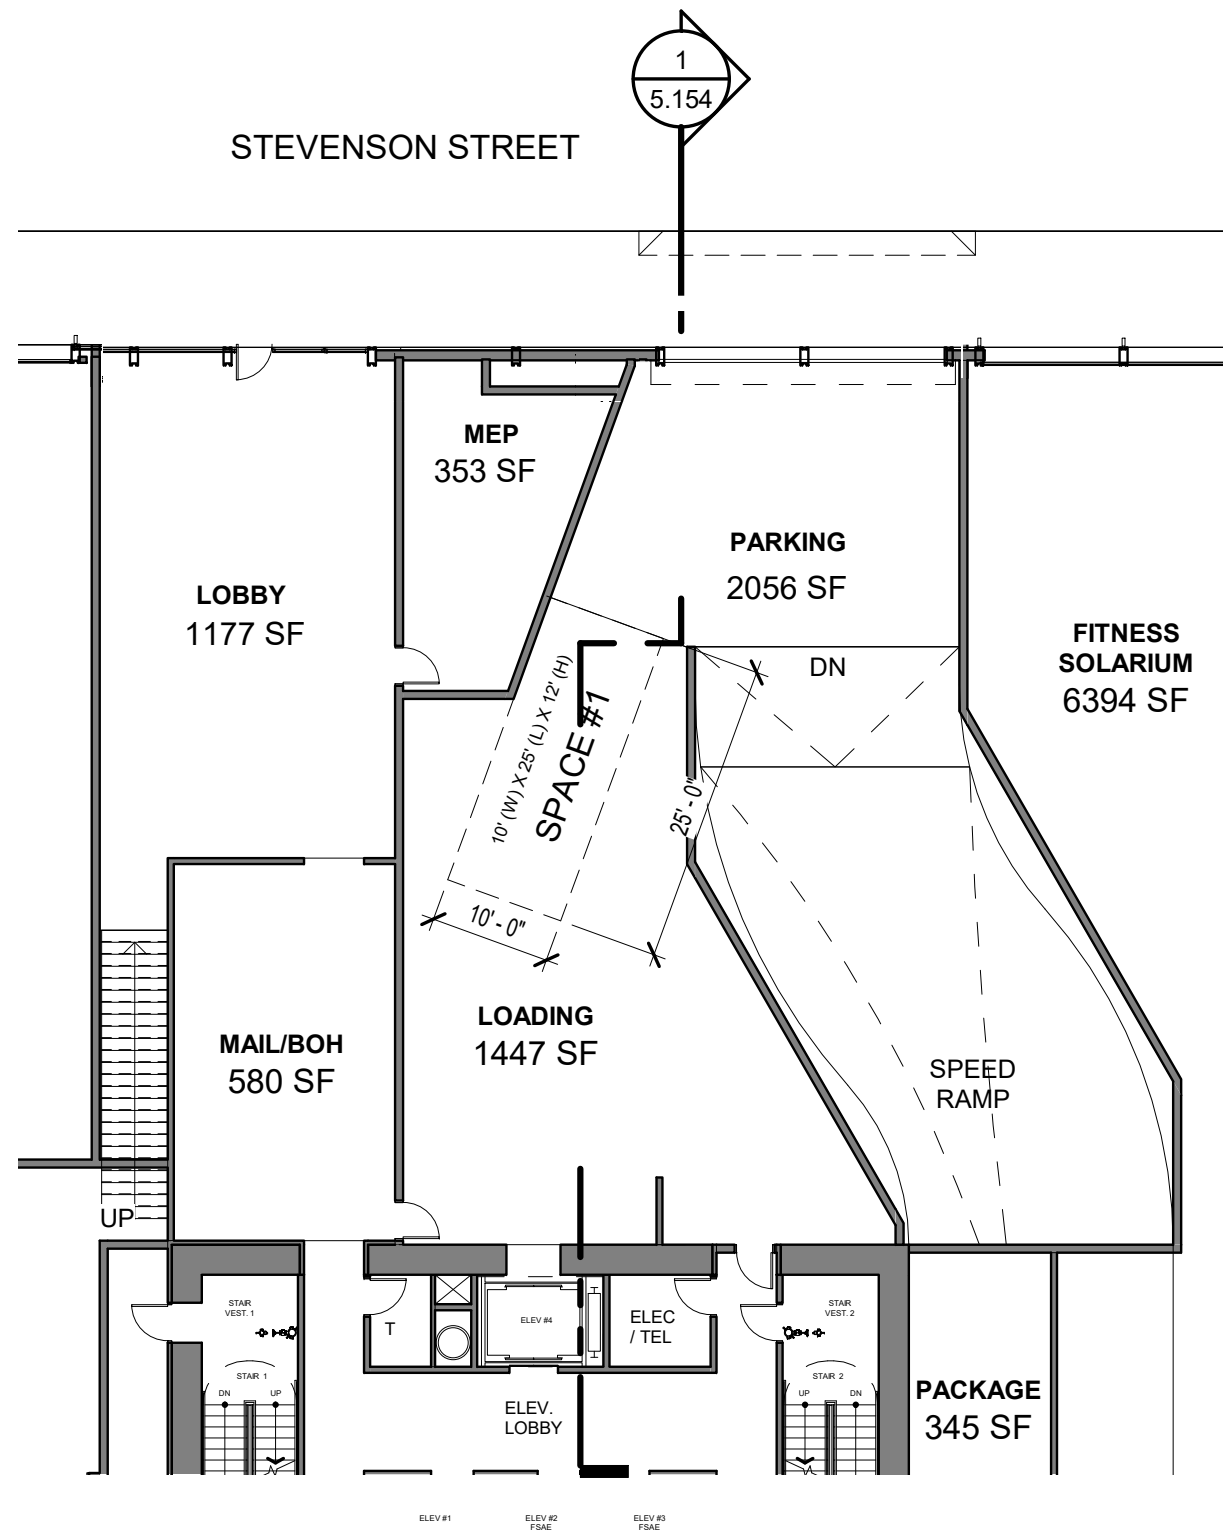 1
5.154
STEVENSON STREET
MEP
353 SF
PARKING
2056 SF
LOBBY
1177 SF
FITNESS
SOLARIUM
6394 SF
DN
10' (W) X 25' (L) X 12' (H)
SPACE #1
25' - 0"
10' - 0"
LOADING
1447 SF
MAIL/BOH
580 SF
SPEED
RAMP
UP
STAIR
VEST. 1
T
ELEV #4
ELEC
/ TEL
STAIR
VEST. 2
STAIR 1
DN
UP
STAIR 2
UP
DN
ELEV.
LOBBY
PACKAGE
345 SF
ELEV #1
ELEV #2
FSAE
ELEV #3
FSAE